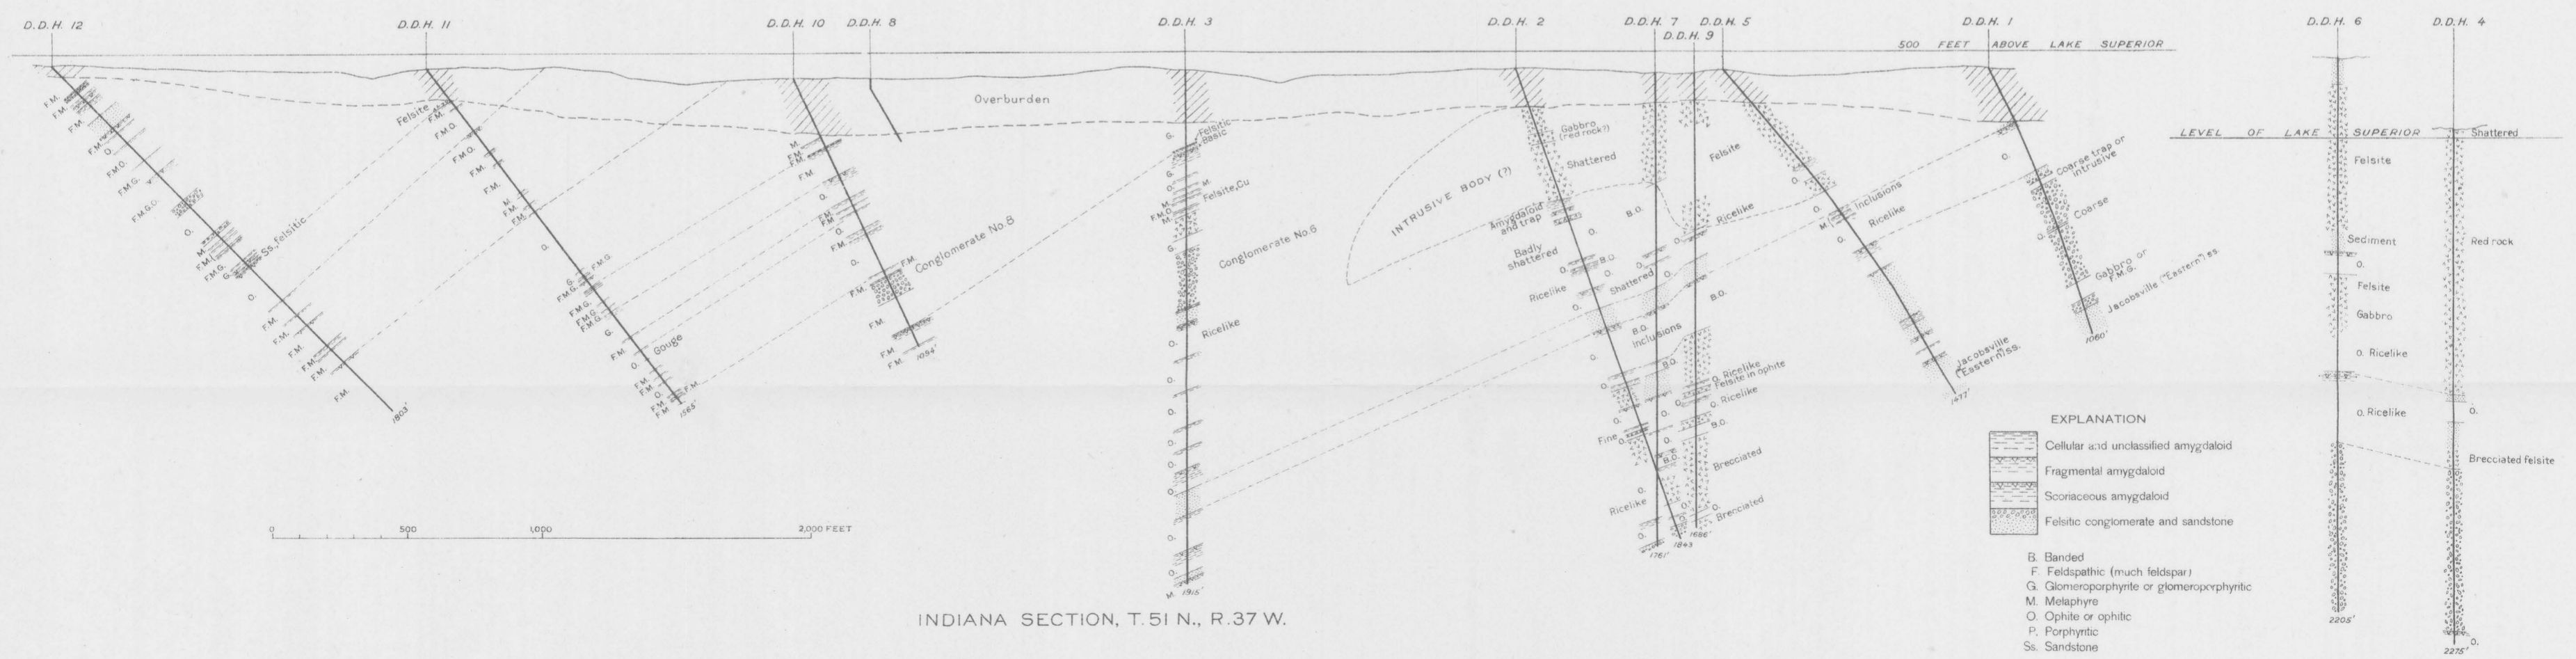 D.D.H. 12
D.D.H. 11
D.D.H. 10
D.D.H. 8
D.D.H. 3
D.D.H. 2
D.D.H. 7
D.D.H. 9
D.D.H. 5
D.D.H. 1
D.D.H. 6
D.D.H. 4
500 FEET ABOVE LAKE SUPERIOR
LEVEL OF LAKE SUPERIOR
Overburden
F.M.
F.M.
F.M.
F.M.
O.
F.M.O.
F.M.G.
F.M.G.O.
O.
M.
F.M.
F.M.G.
G.
Ss., felsitic
O.
F.M.
F.M.
F.M.
F.M.
F.M.
F.M.
1803'
Felsite
F.M.
F.M.
F.M.O.
F.M.O.
F.M.
F.M.
M.
F.M.
F.M.
O.
G.
F.M.G.
F.M.G.
F.M.G.
F.M.G.
F.M.G.
G.
F.M.
Gouge
O.
F.M.
F.M.
O.
F.M.
F.M.
F.M.
1565'
M.
F.M.
F.M.
F.M.
O.
F.M.
F.M.
O.
F.M.
O.
F.M.
F.M.
Conglomerate No.8
F.M.
F.M.
F.M.
1094'
G.
Felsitic
Basic
G.
O.
G.
O.
M.
Felsite, Cu
M.
F.M.O.
M.
G.
Conglomerate No.6
Ricelike
O.
O.
O.
O.
O.
O.
O.
O.
O.
O.
M.
1915'
INTRUSIVE BODY (?)
Gabbro
(red rock?)
Shattered
Amygdaloid
and trap
O.
Badly
shattered
O.
B.O.
O.
Ricelike
O.
O.
O.
Fine
O.
Ricelike
1843
B.O.
O.
Shattered
O.
B.O.
Inclusions
B.O.
O.
O.
B.O.
O.
O.
1761'
Felsite
Ricelike
O.
O.
B.O.
O. Ricelike
Felsite in ophite
O. Ricelike
B.O.
Brecciated
O.
Brecciated
1686'
O.
O.
Inclusions
M.
O.
Ricelike
Jacobsville
("Eastern") ss.
1477'
O.
Coarse trap or
intrusive
Coarse
O.
Gabbro or
F.M.G.
Jacobsville ("Eastern") ss.
1060'
Felsite
Sediment
O.
Felsite
Gabbro
O. Ricelike
O. Ricelike
2205'
Shattered
Red rock
O.
Brecciated felsite
O.
2275'
EXPLANATION
Cellular and unclassified amygdaloid
Fragmental amygdaloid
Scoriaceous amygdaloid
Felsitic conglomerate and sandstone
B. Banded
F. Feldspathic (much feldspar)
G. Glomeroporphyrite or glomeroporphyritic
M. Melaphyre
O. Ophite or ophitic
P. Porphyritic
Ss. Sandstone
0 500 1,000 2,000 FEET
INDIANA SECTION, T. 51 N., R. 37 W.